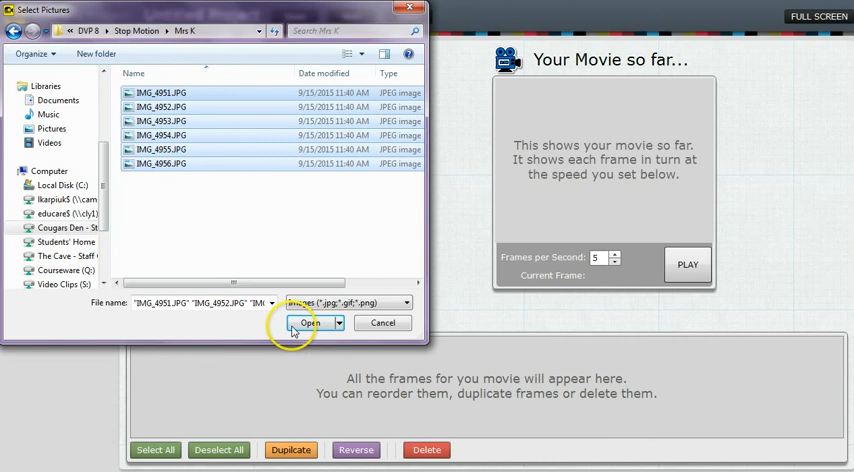 Select Pictures
« DVP 8 ▸ Stop Motion ▸ Mrs K
Search Mrs K
FULL SCREEN
Organize
New folder
Name
Date modified
Type
Libraries
Documents
Music
Pictures
Videos
Computer
Local Disk (C:)
lkarpiuk$ (\\cam
educare$ (\\cly1)
Cougars Den - St
Students' Home
The Cave - Staff
Courseware (Q:)
Video Clips (S:)
IMG_4951.JPG 9/15/2015 11:40 AM JPEG image
IMG_4952.JPG 9/15/2015 11:40 AM JPEG image
IMG_4953.JPG 9/15/2015 11:40 AM JPEG image
IMG_4954.JPG 9/15/2015 11:40 AM JPEG image
IMG_4955.JPG 9/15/2015 11:40 AM JPEG image
IMG_4956.JPG 9/15/2015 11:40 AM JPEG image
File name:
"IMG_4951.JPG" "IMG_4952.JPG" "IMG
Images (*.jpg;*.gif;*.png)
Open
Cancel
Your Movie so far...
This shows your movie so far.
It shows each frame in turn at
the speed you set below.
Frames per Second: 5
Current Frame:
PLAY
All the frames for you movie will appear here.
You can reorder them, duplicate frames or delete them.
Select All
Deselect All
Duplicate
Reverse
Delete